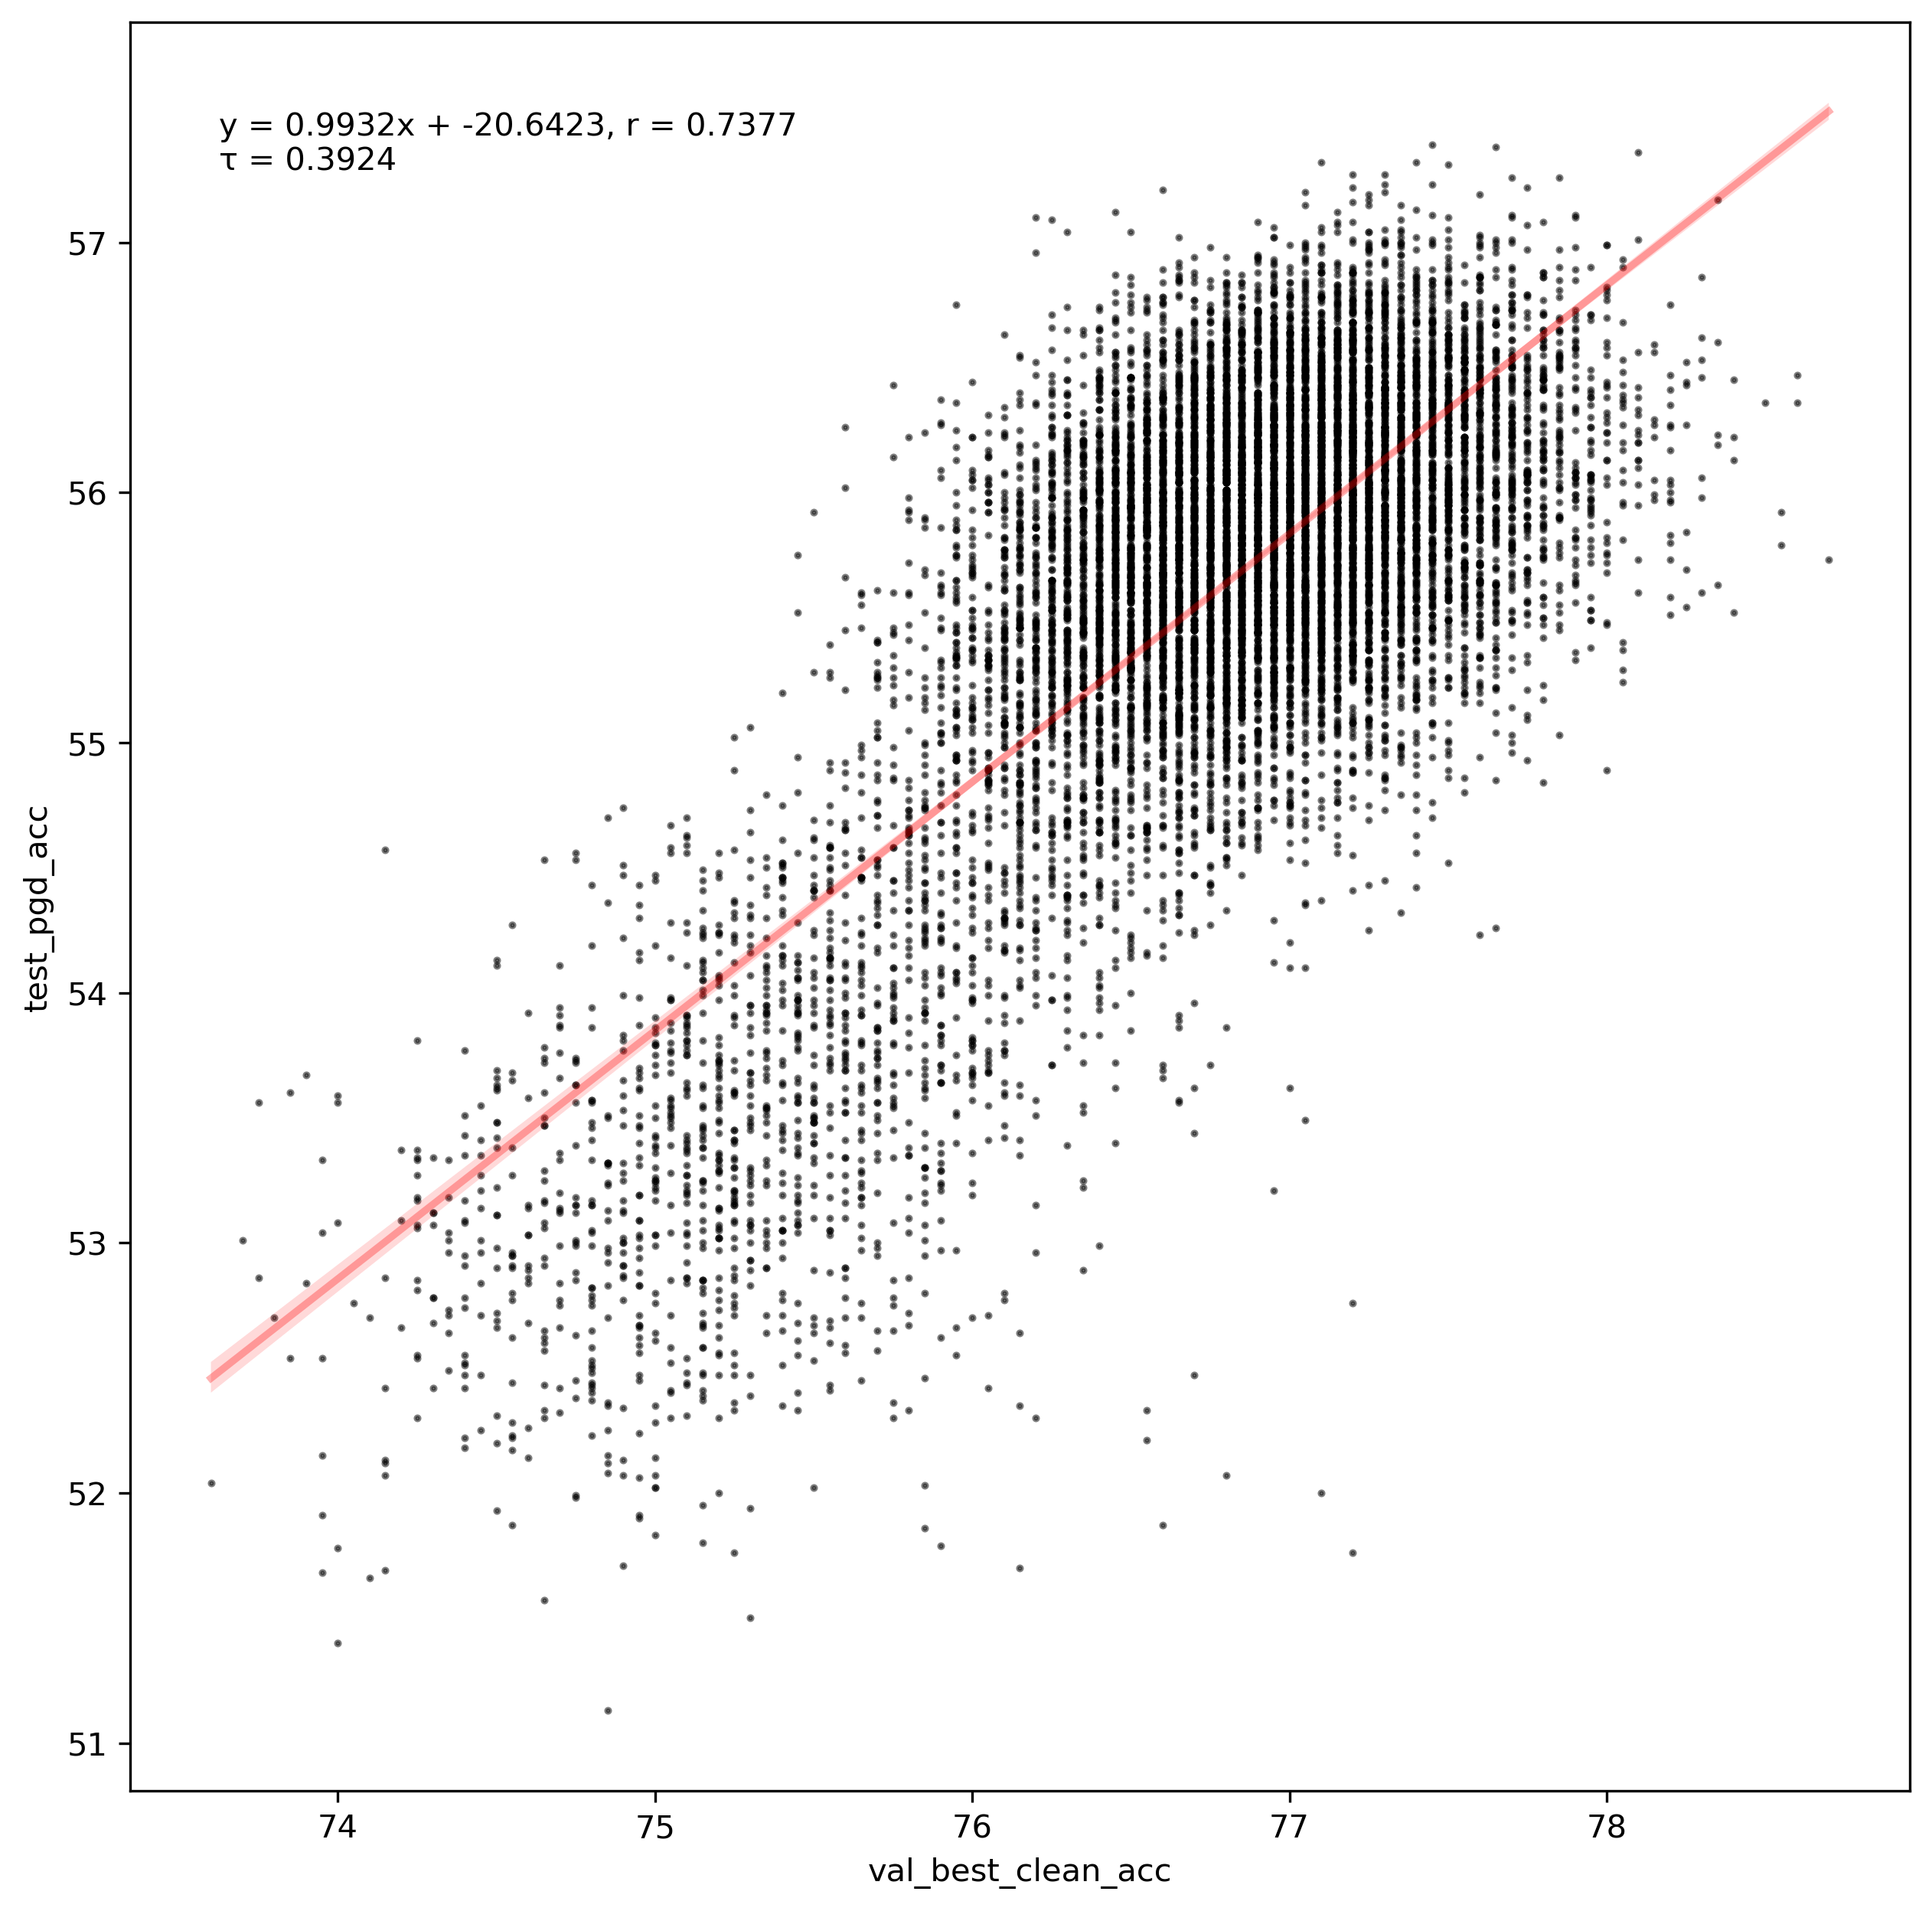 y = 0.9932x + -20.6423, r = 0.7377
τ = 0.3924
57
56
55
54
53
52
51
test_pgd_acc
74 75 76 77 78
val_best_clean_acc